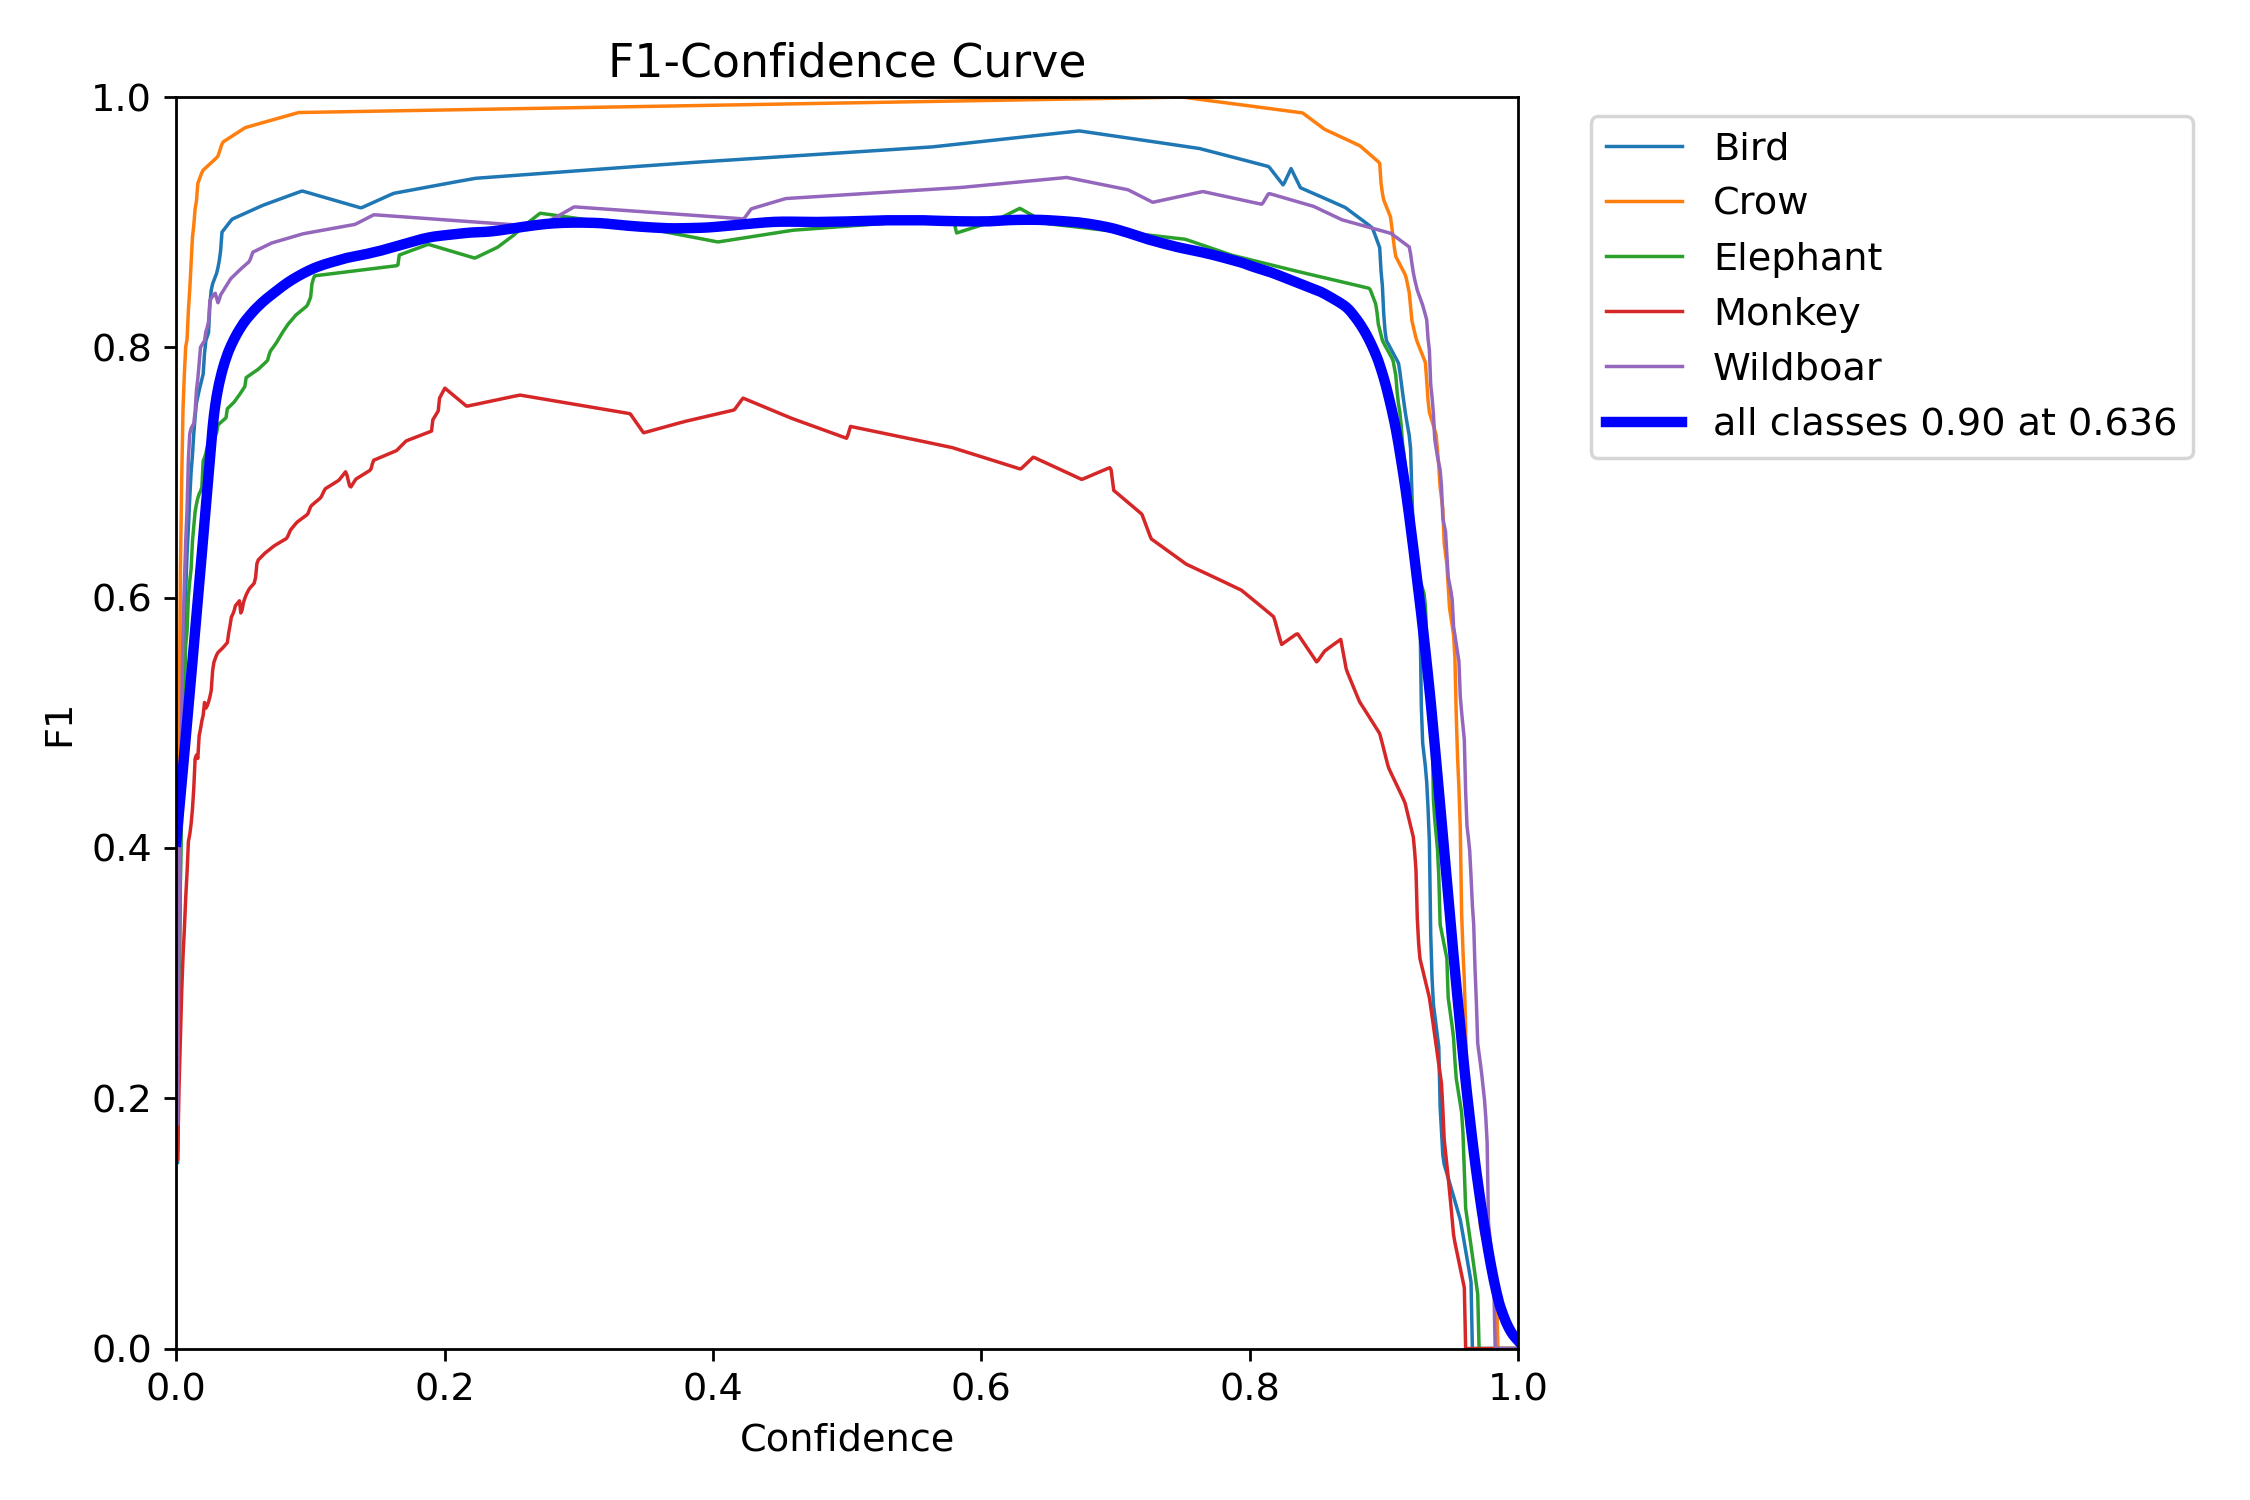 F1-Confidence Curve
1.0
0.8
0.6
0.4
0.2
0.0
F1
0.0 0.2 0.4 0.6 0.8 1.0
Confidence
Bird
Crow
Elephant
Monkey
Wildboar
all classes 0.90 at 0.636